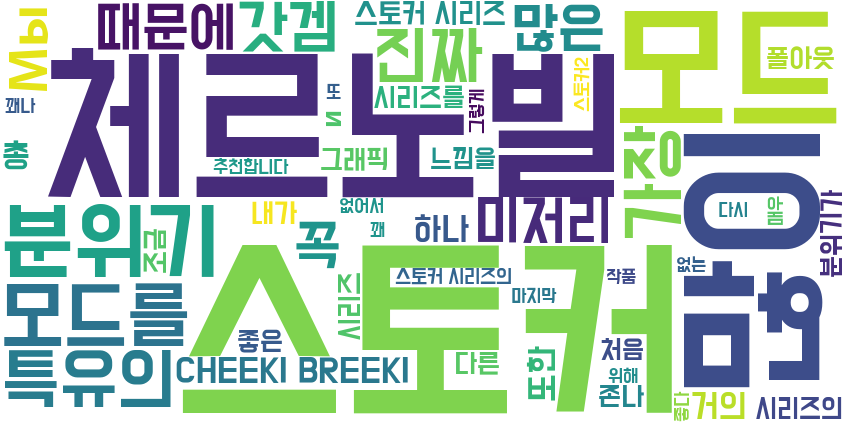 스토커 시리즈
많은
때문에
갓겜
진짜
모드
МЫ
폴아웃
체르노빌
스토커2
시리즈를
꽤나
또
И
그렇게
총
그래픽
느낌을
추천합니다
가장
이
미저리
내가
없어서
꽤
하나
꼭
다시
아놈
분위기
분위기가
조금
스토커
없는
험한
스토커 시리즈의
작품
시리즈
마지막
모드를
좋은
처음
특유의
CHEEKI BREEKI
다른
또한
위해
존나
좋다
거의
시리즈의